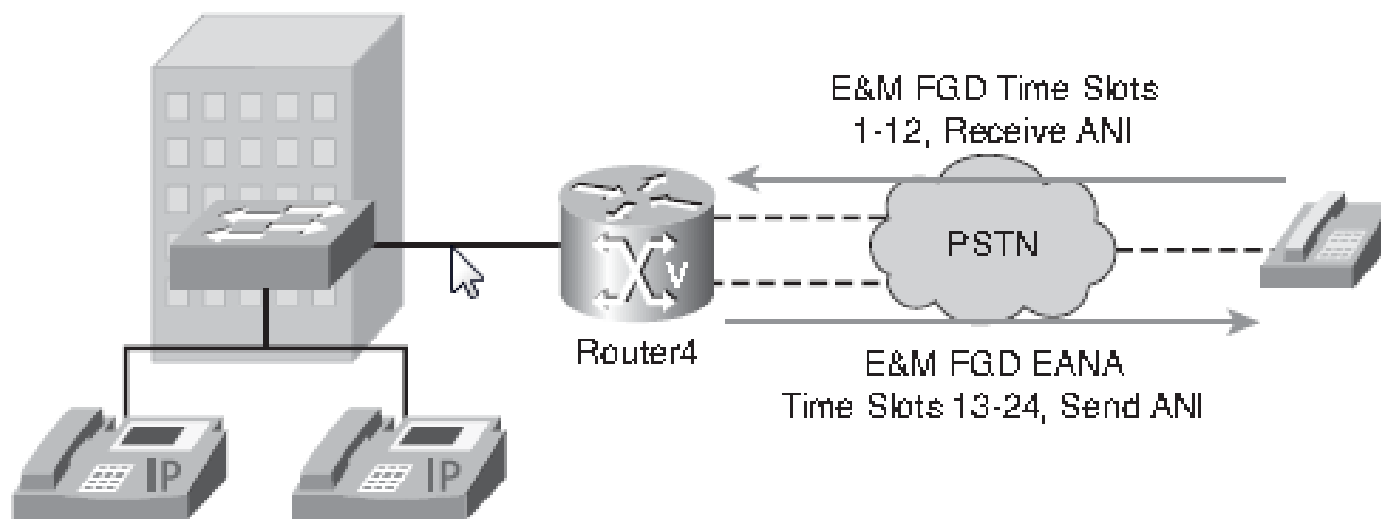 E&M FGD Time Slots
1-12, Receive ANI
PSTN
V
Router4
E&M FGD EANA
Time Slots 13-24, Send ANI
IP
IP